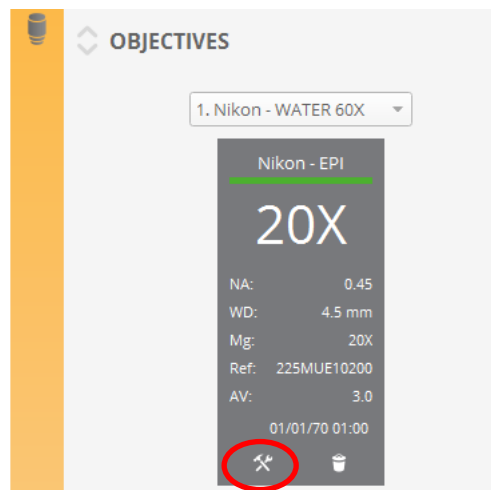 OBJECTIVES
1. Nikon - WATER 60X
Nikon - EPI
20X
NA: 0.45
WD: 4.5 mm
Mg: 20X
Ref: 225MUE10200
AV: 3.0
01/01/70 01:00